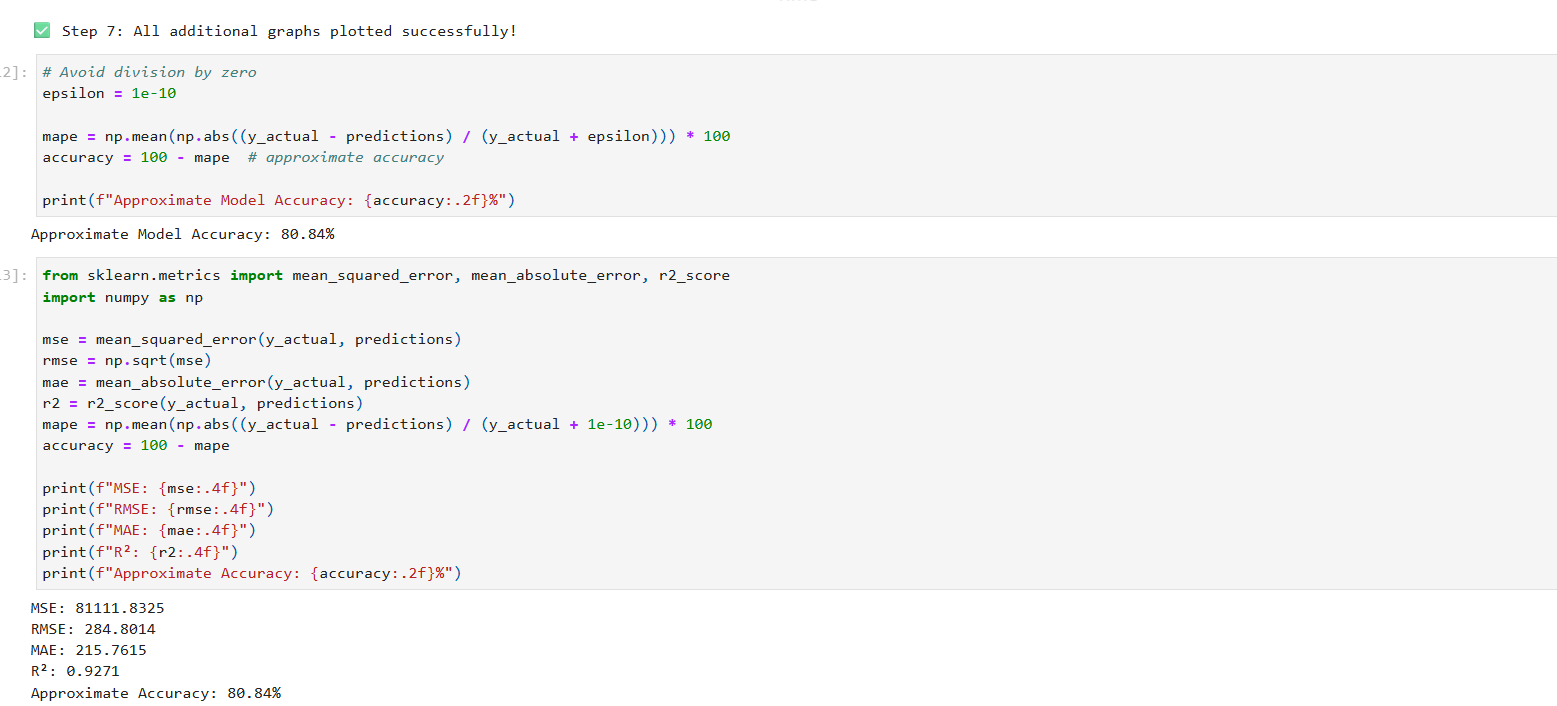 ✅ Step 7: All additional graphs plotted successfully!
2]:
# Avoid division by zero
epsilon = 1e-10
mape = np.mean(np.abs((y_actual - predictions) / (y_actual + epsilon))) * 100
accuracy = 100 - mape  # approximate accuracy
print(f"Approximate Model Accuracy: {accuracy:.2f}%")
Approximate Model Accuracy: 80.84%
3]:
from sklearn.metrics import mean_squared_error, mean_absolute_error, r2_score
import numpy as np
mse = mean_squared_error(y_actual, predictions)
rmse = np.sqrt(mse)
mae = mean_absolute_error(y_actual, predictions)
r2 = r2_score(y_actual, predictions)
mape = np.mean(np.abs((y_actual - predictions) / (y_actual + 1e-10))) * 100
accuracy = 100 - mape
print(f"MSE: {mse:.4f}")
print(f"RMSE: {rmse:.4f}")
print(f"MAE: {mae:.4f}")
print(f"R²: {r2:.4f}")
print(f"Approximate Accuracy: {accuracy:.2f}%")
MSE: 81111.8325
RMSE: 284.8014
MAE: 215.7615
R²: 0.9271
Approximate Accuracy: 80.84%